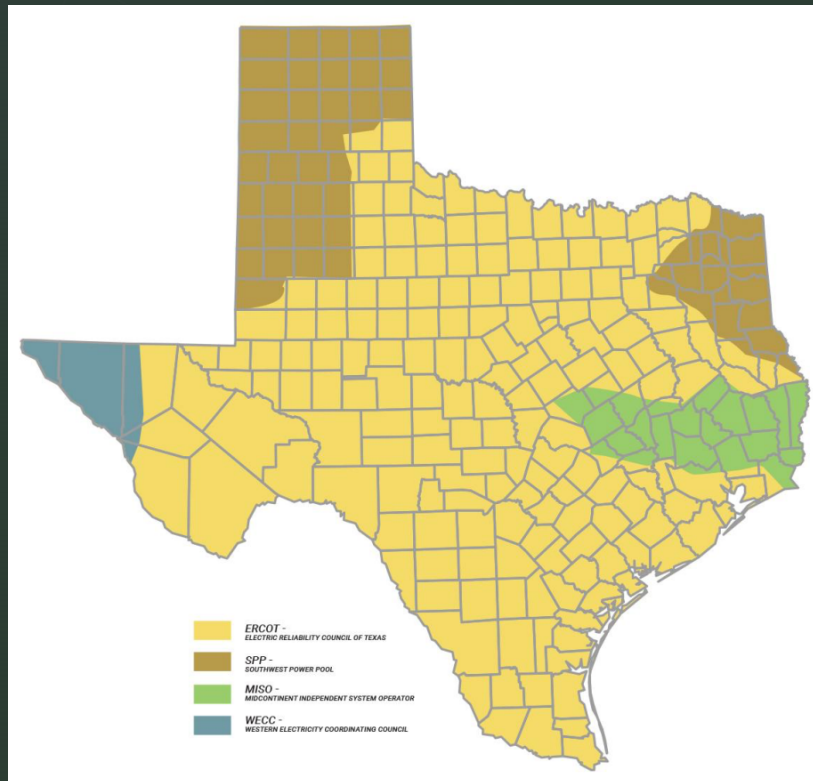 ERCOT -
ELECTRIC RELIABILITY COUNCIL OF TEXAS
SPP -
SOUTHWEST POWER POOL
MISO -
MIDCONTINENT INDEPENDENT SYSTEM OPERATOR
WECC -
WESTERN ELECTRICITY COORDINATING COUNCIL